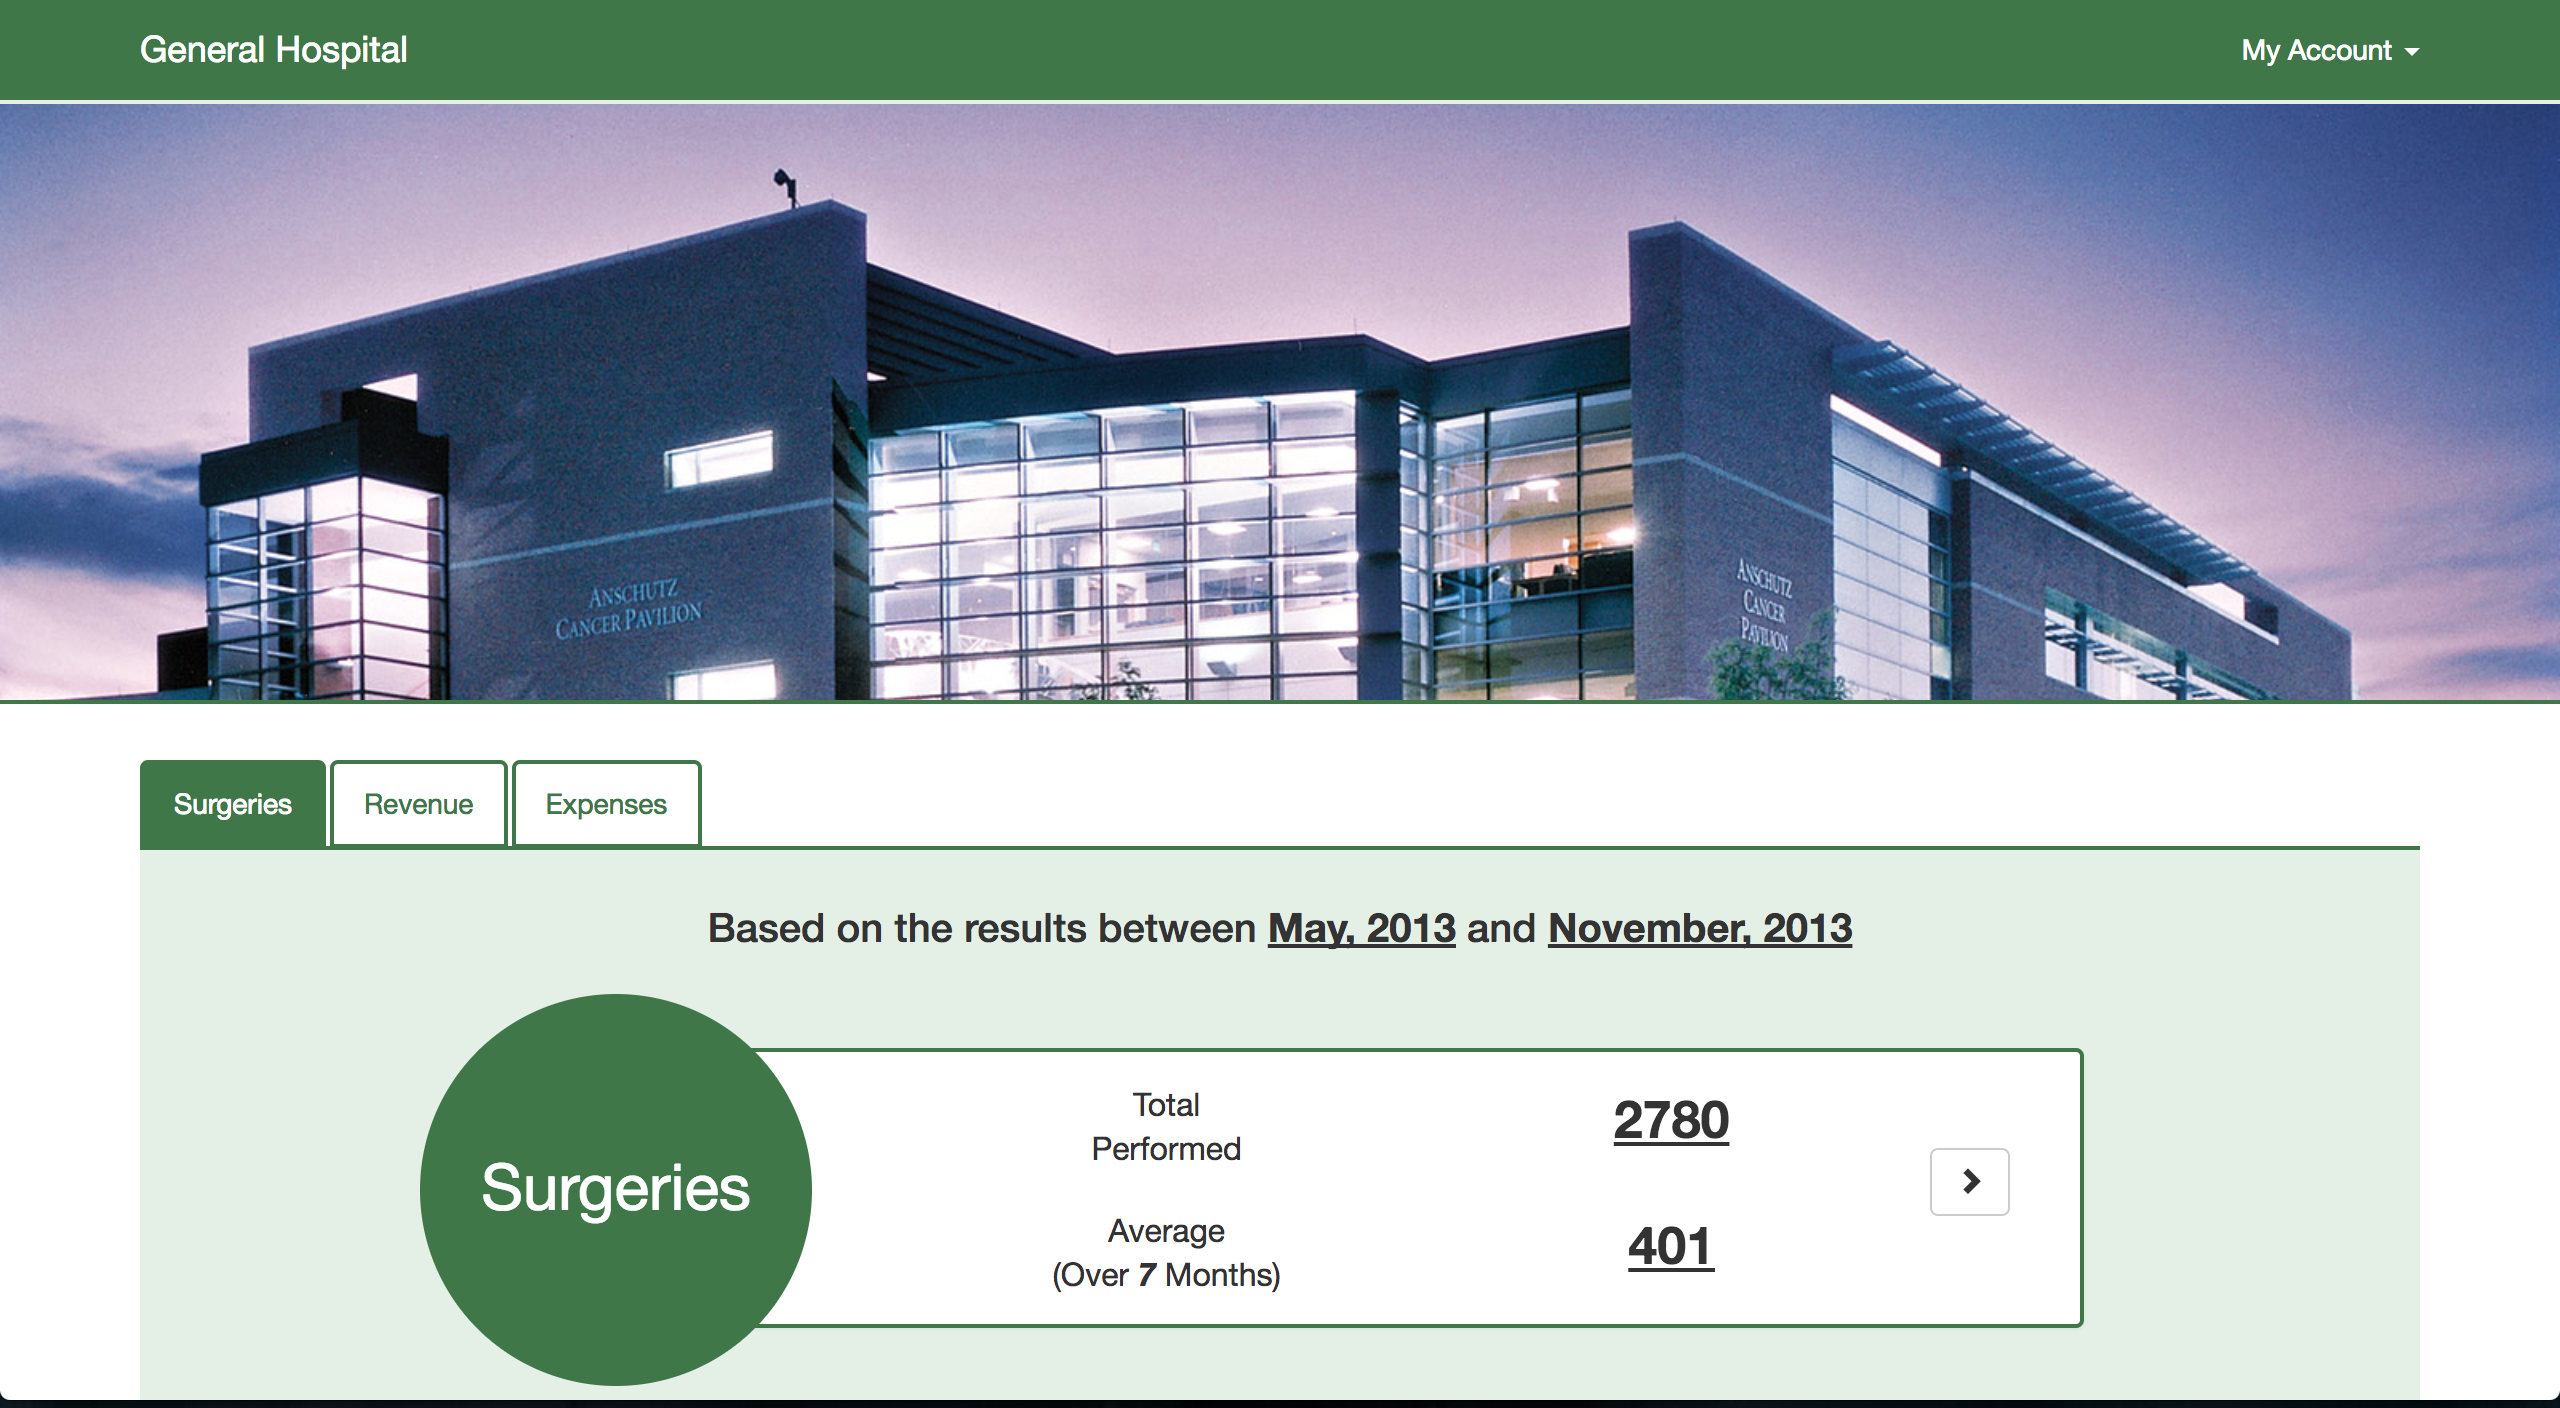 General Hospital
My Account
ANSCHUTZ
CANCER PAVILION
ANSCHUTZ
CANCER
PAVILION
Surgeries
Revenue
Expenses
Based on the results between May, 2013 and November, 2013
Surgeries
Total
Performed
2780
Average
(Over 7 Months)
401